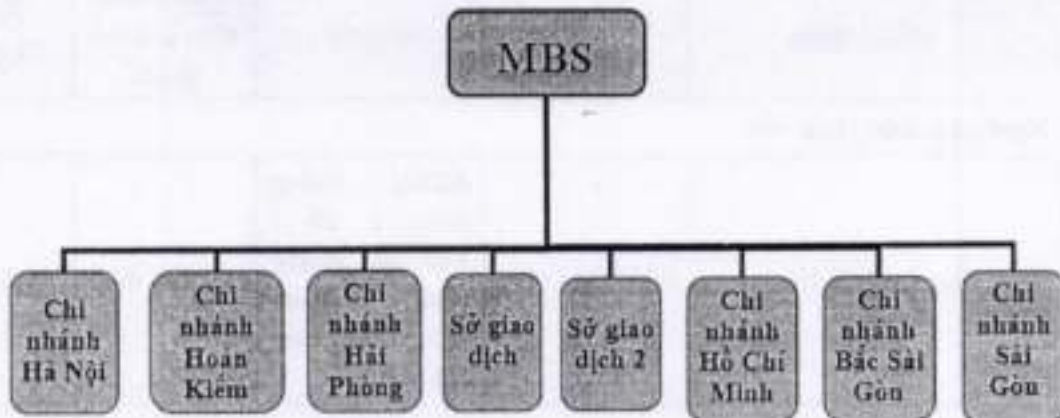 MBS
Chi
nhánh
Hà Nội
Chi
nhánh
Hoàn
Kiếm
Chi
nhánh
Hải
Phòng
Sở giao
dịch
Sở giao
dịch 2
Chi
nhánh
Hồ Chí
Minh
Chi
nhánh
Bắc Sài
Gòn
Chi
nhánh
Sài
Gòn